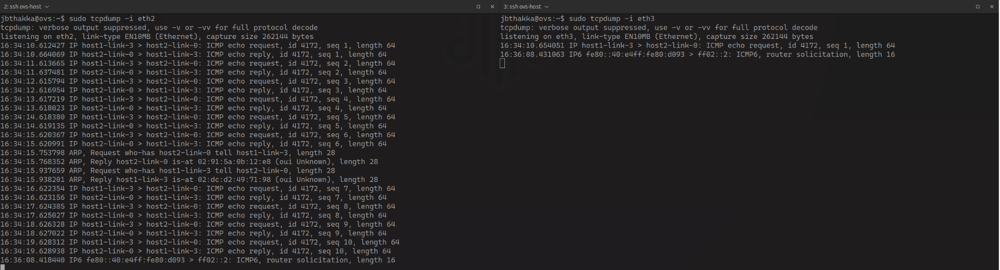 2: ssh ovs-host
jbthakka@ovs:~$ sudo tcpdump -i eth2
tcpdump: verbose output suppressed, use -v or -vv for full protocol decode
listening on eth2, link-type EN10MB (Ethernet), capture size 262144 bytes
16:34:10.612427 IP host1-link-3 > host2-link-0: ICMP echo request, id 4172, seq 1, length 64
16:34:10.664069 IP host2-link-0 > host1-link-3: ICMP echo reply, id 4172, seq 1, length 64
16:34:11.613665 IP host1-link-3 > host2-link-0: ICMP echo request, id 4172, seq 2, length 64
16:34:11.637481 IP host2-link-0 > host1-link-3: ICMP echo reply, id 4172, seq 2, length 64
16:34:12.615794 IP host1-link-3 > host2-link-0: ICMP echo request, id 4172, seq 3, length 64
16:34:12.616954 IP host2-link-0 > host1-link-3: ICMP echo reply, id 4172, seq 3, length 64
16:34:13.617219 IP host1-link-3 > host2-link-0: ICMP echo request, id 4172, seq 4, length 64
16:34:13.618023 IP host2-link-0 > host1-link-3: ICMP echo reply, id 4172, seq 4, length 64
16:34:14.618380 IP host1-link-3 > host2-link-0: ICMP echo request, id 4172, seq 5, length 64
16:34:14.619135 IP host2-link-0 > host1-link-3: ICMP echo reply, id 4172, seq 5, length 64
16:34:15.620367 IP host1-link-3 > host2-link-0: ICMP echo request, id 4172, seq 6, length 64
16:34:15.620991 IP host2-link-0 > host1-link-3: ICMP echo reply, id 4172, seq 6, length 64
16:34:15.753798 ARP, Request who-has host2-link-0 tell host1-link-3, length 28
16:34:15.768352 ARP, Reply host2-link-0 is-at 02:91:5a:0b:12:e8 (oui Unknown), length 28
16:34:15.937659 ARP, Request who-has host1-link-3 tell host2-link-0, length 28
16:34:15.938201 ARP, Reply host1-link-3 is-at 02:dc:d2:49:71:98 (oui Unknown), length 28
16:34:16.622354 IP host1-link-3 > host2-link-0: ICMP echo request, id 4172, seq 7, length 64
16:34:16.623156 IP host2-link-0 > host1-link-3: ICMP echo reply, id 4172, seq 7, length 64
16:34:17.624385 IP host1-link-3 > host2-link-0: ICMP echo request, id 4172, seq 8, length 64
16:34:17.625027 IP host2-link-0 > host1-link-3: ICMP echo reply, id 4172, seq 8, length 64
16:34:18.626328 IP host1-link-3 > host2-link-0: ICMP echo request, id 4172, seq 9, length 64
16:34:18.627022 IP host2-link-0 > host1-link-3: ICMP echo reply, id 4172, seq 9, length 64
16:34:19.628312 IP host1-link-3 > host2-link-0: ICMP echo request, id 4172, seq 10, length 64
16:34:19.628938 IP host2-link-0 > host1-link-3: ICMP echo reply, id 4172, seq 10, length 64
16:36:08.418440 IP6 fe80::40:e4ff:fe80:d093 > ff02::2: ICMP6, router solicitation, length 16
3: ssh ovs-host
jbthakka@ovs:~$ sudo tcpdump -i eth3
tcpdump: verbose output suppressed, use -v or -vv for full protocol decode
listening on eth3, link-type EN10MB (Ethernet), capture size 262144 bytes
16:34:10.654051 IP host1-link-3 > host2-link-0: ICMP echo request, id 4172, seq 1, length 64
16:36:08.431063 IP6 fe80::40:e4ff:fe80:d093 > ff02::2: ICMP6, router solicitation, length 16